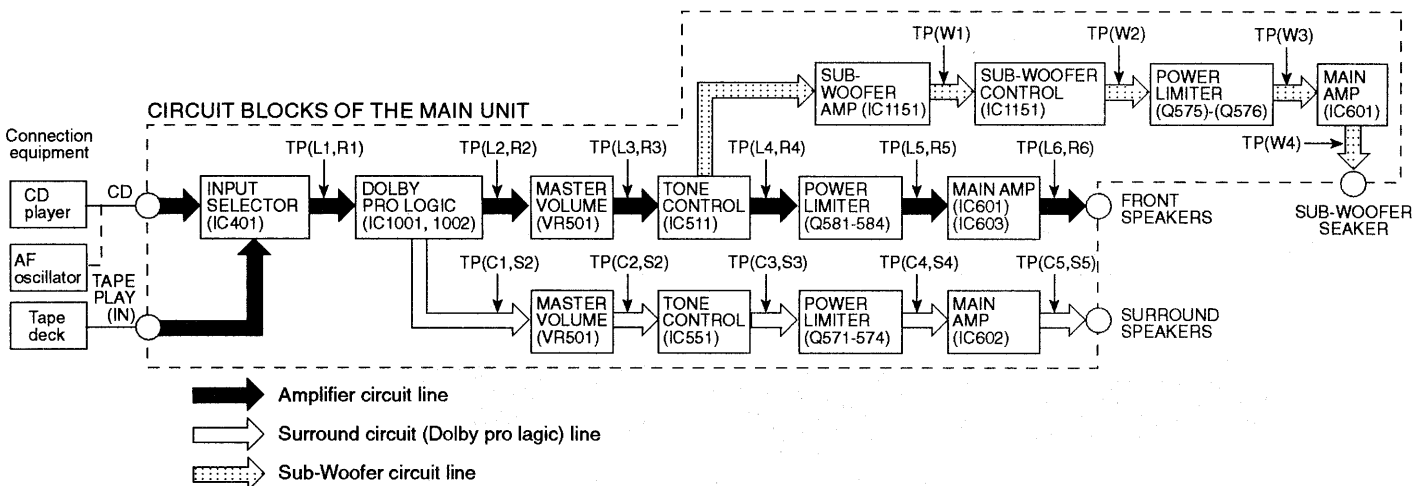 CIRCUIT BLOCKS OF THE MAIN UNIT
Connection
equipment
CD
player
CD
AF
oscillator
TAPE
PLAY
(IN)
Tape
deck
INPUT
SELECTOR
(IC401)
TP(L1,R1)
DOLBY
PRO LOGIC
(IC1001, 1002)
TP(L2,R2)
MASTER
VOLUME
(VR501)
TP(L3,R3)
TONE
CONTROL
(IC511)
TP(L4,R4)
POWER
LIMITER
(Q581-584)
TP(L5,R5)
MAIN AMP
(IC601)
(IC603)
TP(L6,R6)
FRONT
SPEAKERS
SUB-
WOOFER
AMP (IC1151)
TP(W1)
SUB-WOOFER
CONTROL
(IC1151)
TP(W2)
POWER
LIMITER
(Q575)-(Q576)
TP(W3)
MAIN
AMP
(IC601)
TP(W4)
SUB-WOOFER
SEAKER
TP(C1,S2)
MASTER
VOLUME
(VR501)
TP(C2,S2)
TONE
CONTROL
(IC551)
TP(C3,S3)
POWER
LIMITER
(Q571-574)
TP(C4,S4)
MAIN
AMP
(IC602)
TP(C5,S5)
SURROUND
SPEAKERS
Amplifier circuit line
Surround circuit (Dolby pro lagic) line
Sub-Woofer circuit line